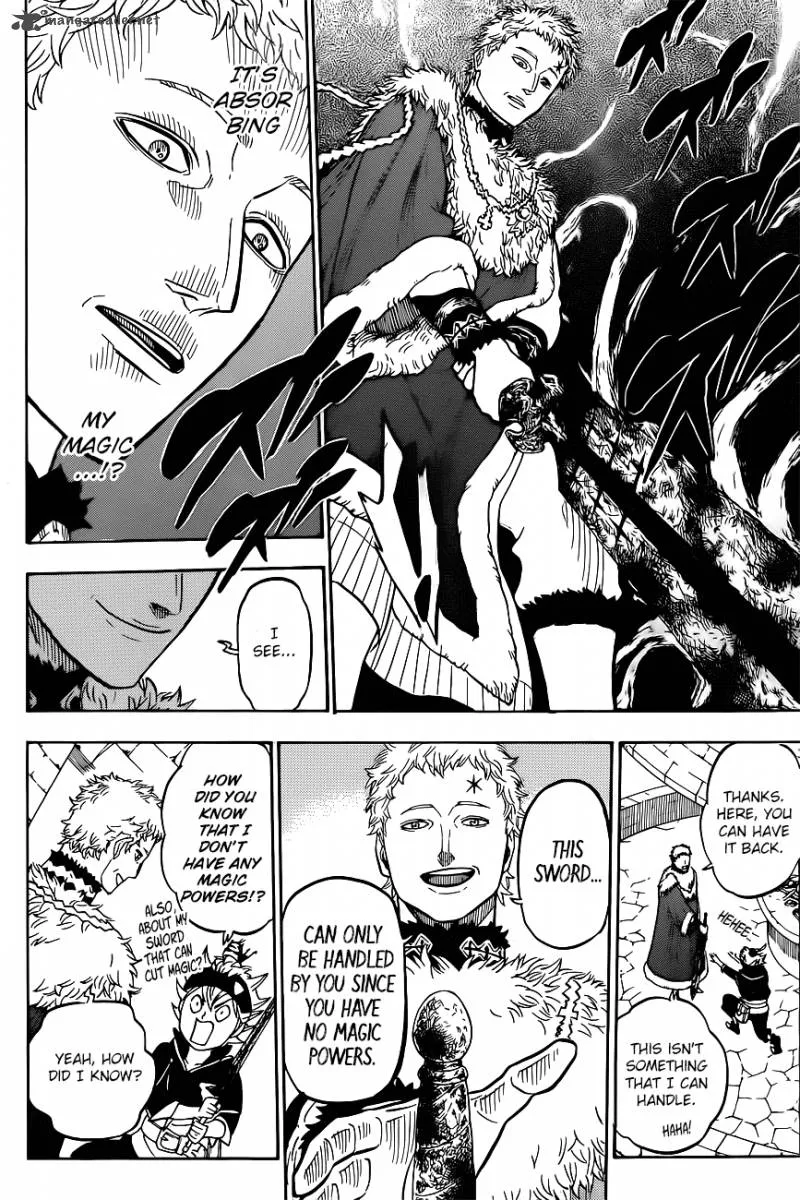 mangareader.net
IT'S
ABSOR
BING
MY
MAGIC
....!?
I
SEE...
THANKS.
HERE, YOU
CAN HAVE
IT BACK.
HEHEE...
THIS ISN'T
SOMETHING
THAT I CAN
HANDLE.
HAHA!
THIS
SWORD...
CAN ONLY
BE HANDLED
BY YOU SINCE
YOU HAVE
NO MAGIC
POWERS.
HOW
DID YOU
KNOW
THAT I
DON'T
HAVE ANY
MAGIC
POWERS!?
ALSO,
ABOUT MY
SWORD
THAT CAN
CUT MAGIC?
YEAH, HOW
DID I KNOW?